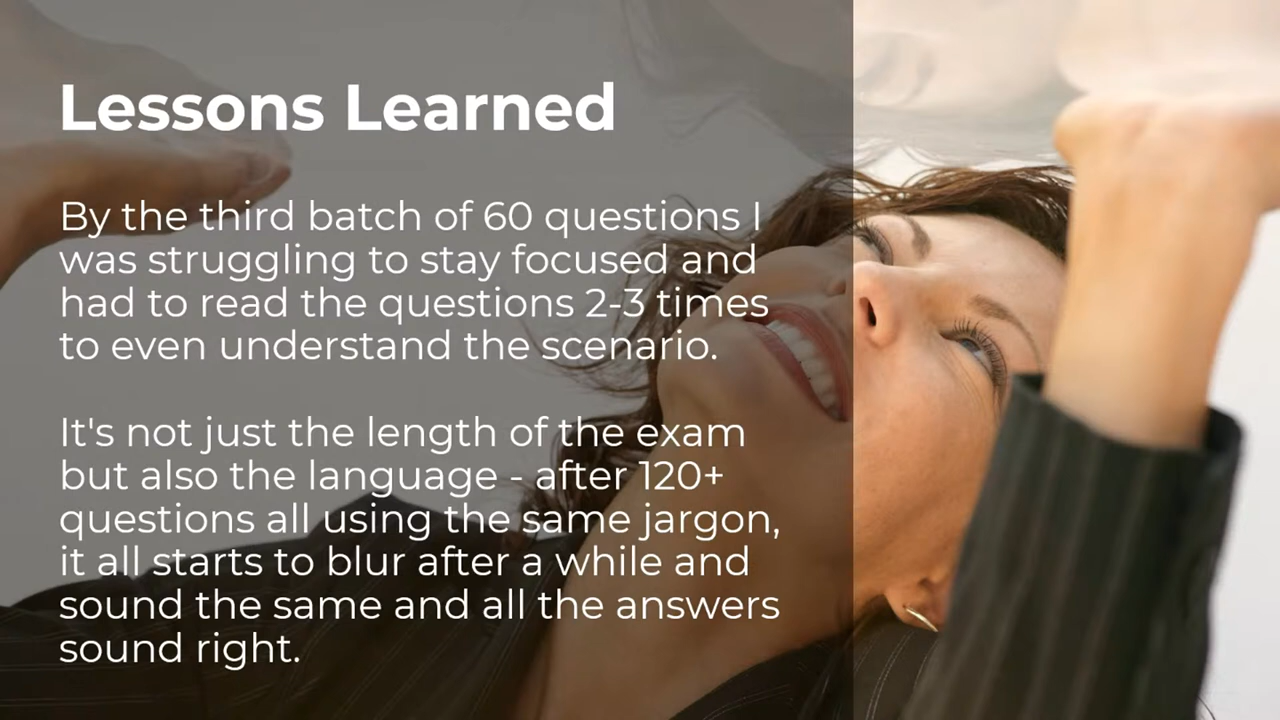 Lessons Learned
By the third batch of 60 questions I
was struggling to stay focused and
had to read the questions 2-3 times
to even understand the scenario.
It's not just the length of the exam
but also the language - after 120+
questions all using the same jargon,
it all starts to blur after a while and
sound the same and all the answers
sound right.